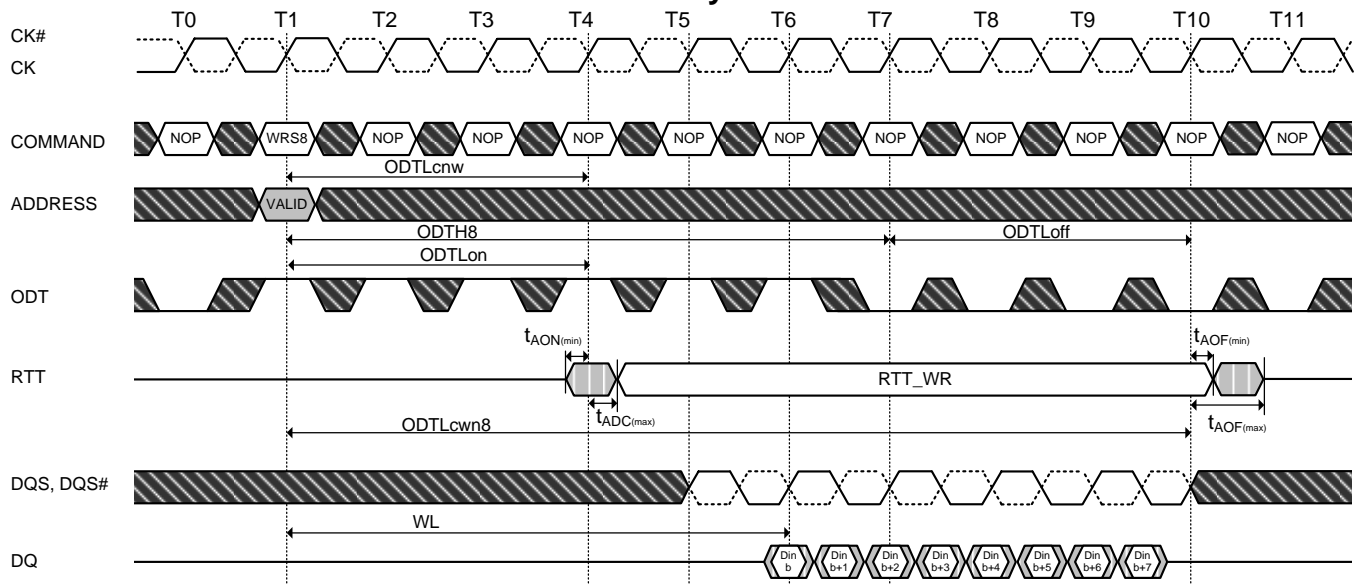 T0 T1 T2 T3 T4 T5 T6 T7 T8 T9 T10 T11
CK#
CK
COMMAND NOP WRS8 NOP NOP NOP NOP NOP NOP NOP NOP NOP NOP
ODTLcnw
ADDRESS VALID
ODTH8 ODTLoff
ODTLon
ODT
tAON(min) tAOF(min)
RTT RTT_WR
tADC(max) tAOF(max)
ODTLcwn8
DQS, DQS#
WL
DQ Din b Din b+1 Din b+2 Din b+3 Din b+4 Din b+5 Din b+6 Din b+7